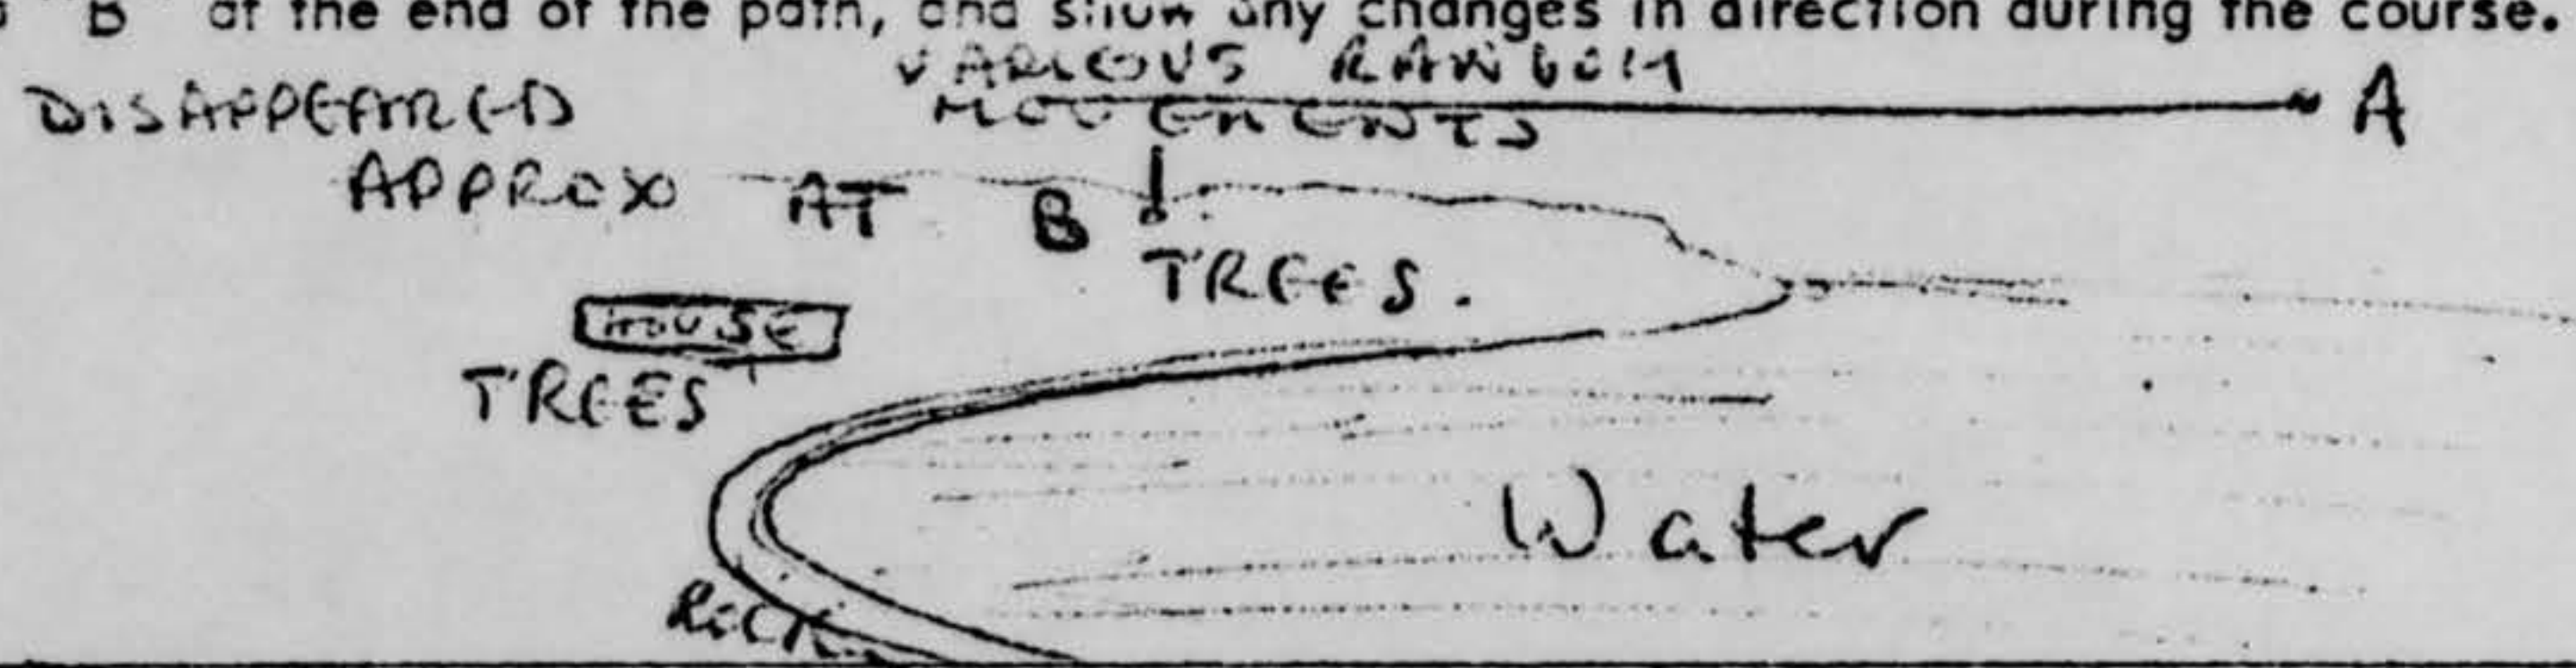 "B" at the end of the path, and show any changes in direction during the course.
VARIOUS RANDOM
DISAPPEARED
MOVEMENTS
A
APPROX AT B
TREES.
HOUSE
TREES
Water
ROCK